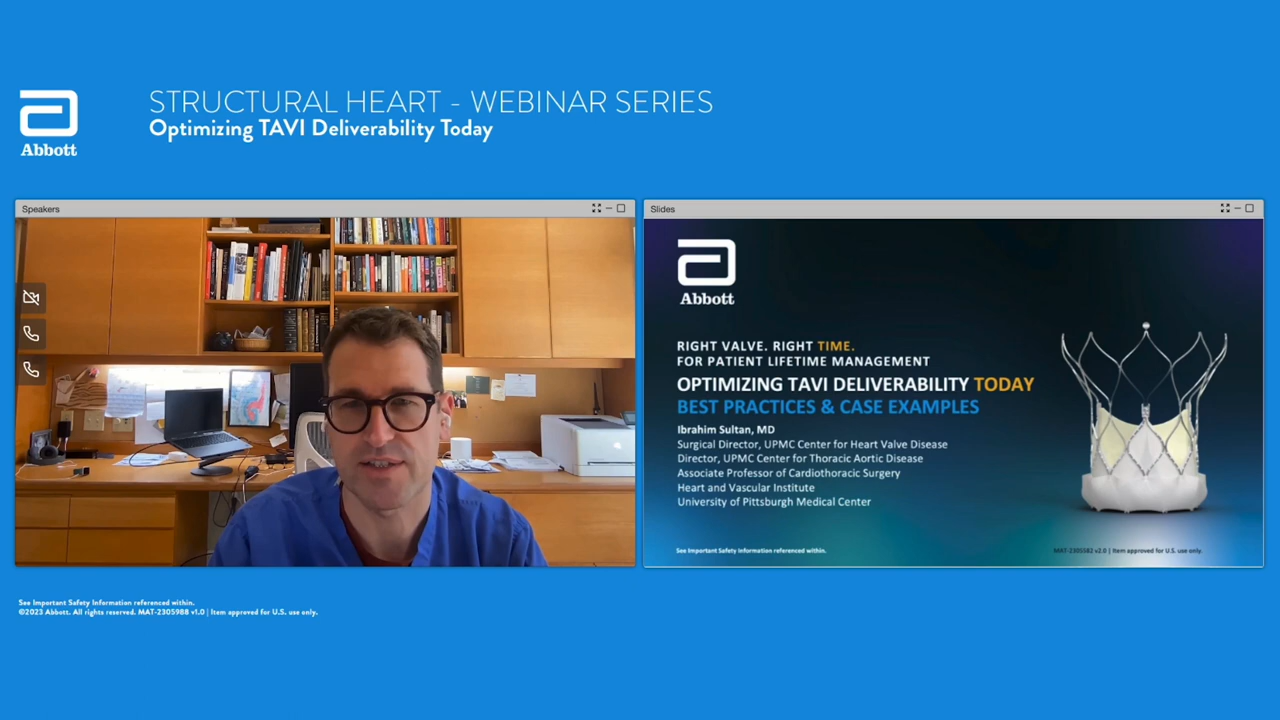 Abbott
STRUCTURAL HEART - WEBINAR SERIES
Optimizing TAVI Deliverability Today
Speakers
Slides
Abbott
RIGHT VALVE. RIGHT TIME.
FOR PATIENT LIFETIME MANAGEMENT
OPTIMIZING TAVI DELIVERABILITY TODAY
BEST PRACTICES & CASE EXAMPLES
Ibrahim Sultan, MD
Surgical Director, UPMC Center for Heart Valve Disease
Director, UPMC Center for Thoracic Aortic Disease
Associate Professor of Cardiothoracic Surgery
Heart and Vascular Institute
University of Pittsburgh Medical Center
See Important Safety Information referenced within.
MAT-2305582 v2.0 | Item approved for U.S. use only.
See Important Safety Information referenced within.
©2023 Abbott. All rights reserved. MAT-2305988 v1.0 | Item approved for U.S. use only.